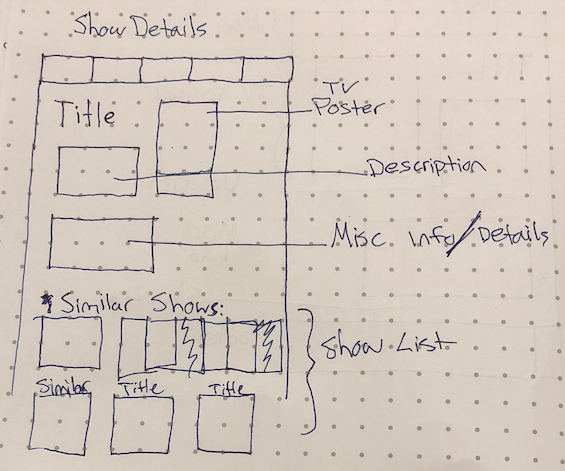 Show Details
Title
TV
Poster
Description
Misc Info/Details
Similar Shows:
Show List
Similar Title Title